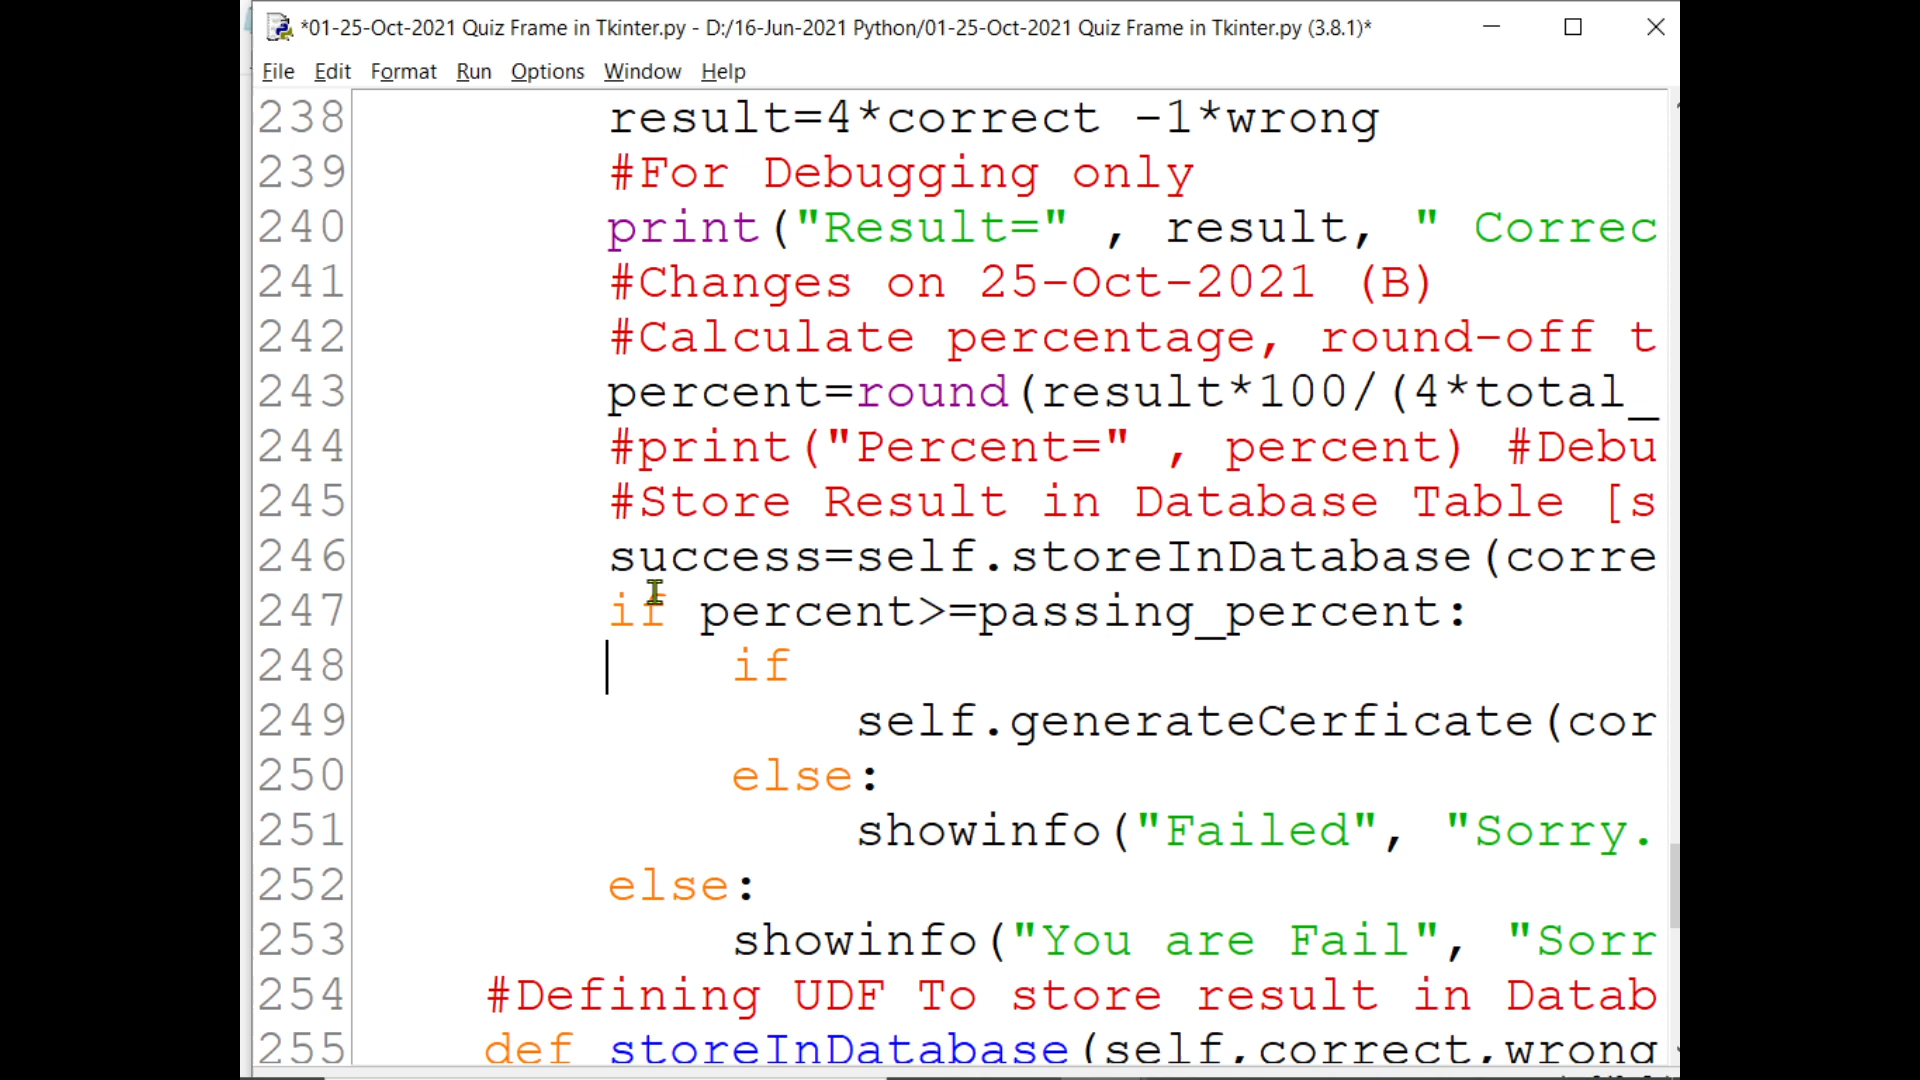 *01-25-Oct-2021 Quiz Frame in Tkinter.py - D:/16-Jun-2021 Python/01-25-Oct-2021 Quiz Frame in Tkinter.py (3.8.1)*
File Edit Format Run Options Window Help
238 result=4*correct -1*wrong
239 #For Debugging only
240 print("Result=" , result, " Correc
241 #Changes on 25-Oct-2021 (B)
242 #Calculate percentage, round-off t
243 percent=round(result*100/(4*total_
244 #print("Percent=" , percent) #Debu
245 #Store Result in Database Table [s
246 success=self.storeInDatabase(corre
247 if percent>=passing_percent:
248 if
249 self.generateCerficate(cor
250 else:
251 showinfo("Failed", "Sorry.
252 else:
253 showinfo("You are Fail", "Sorr
254 #Defining UDF To store result in Datab
255 def storeInDatabase(self,correct,wrong